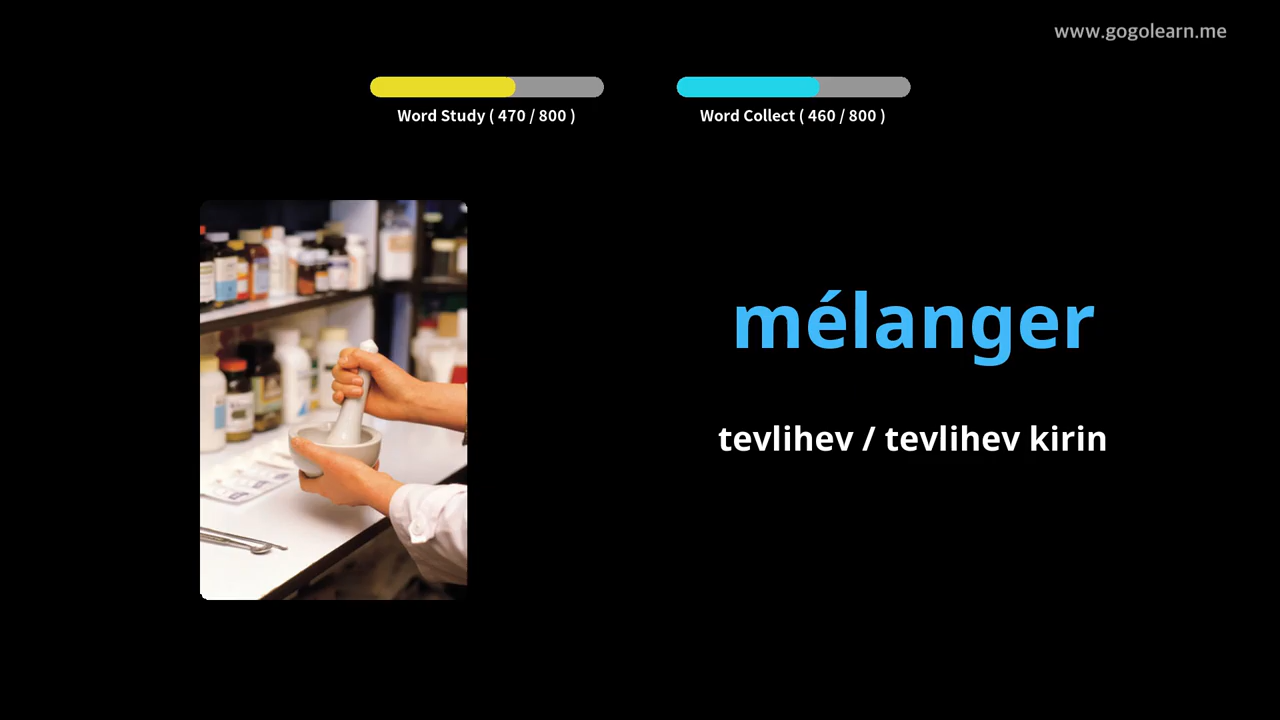 www.gogolearn.me
Word Study ( 470 / 800 )
Word Collect ( 460 / 800 )
mélanger
tevlihev / tevlihev kirin